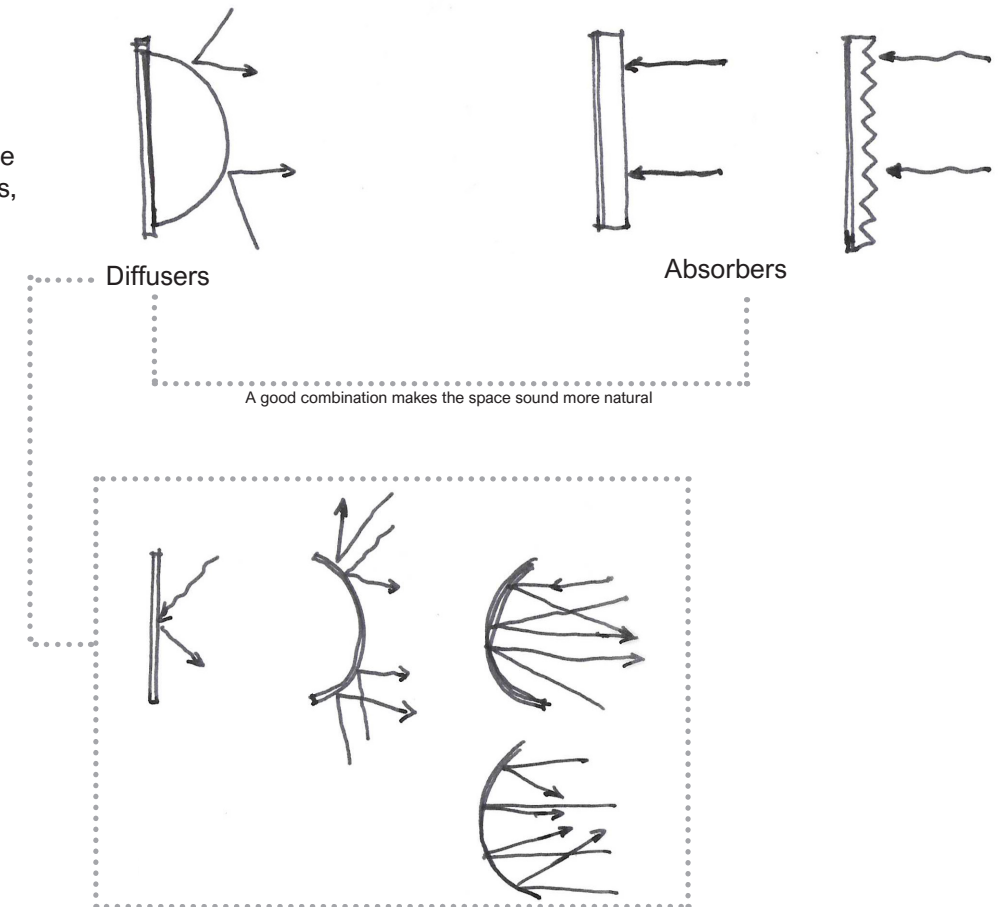 e
s,
Diffusers
Absorbers
A good combination makes the space sound more natural